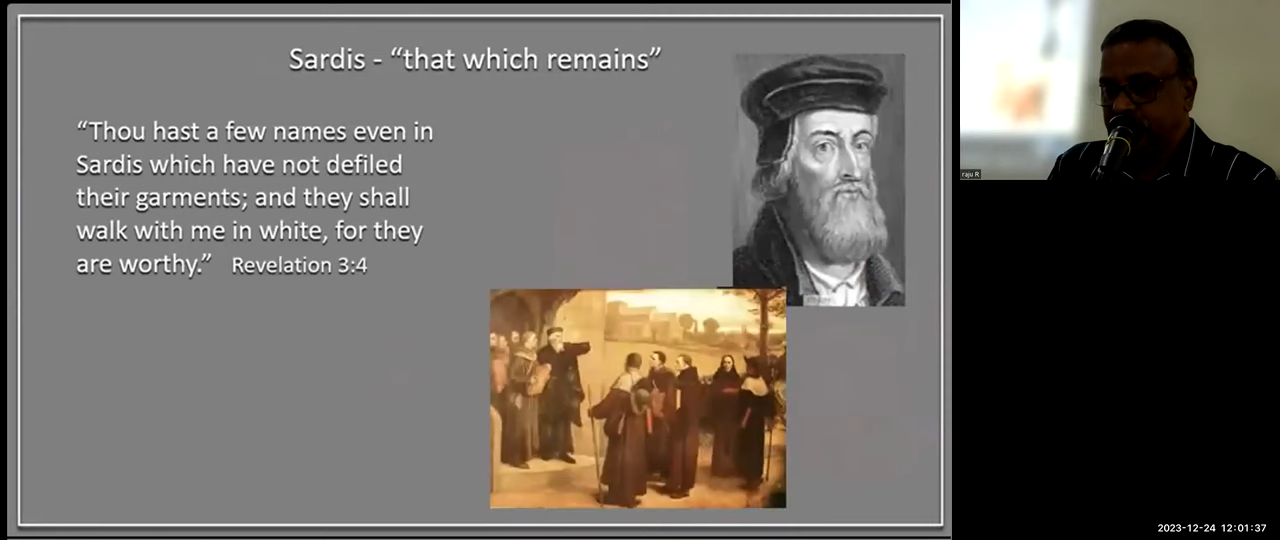 Sardis - “that which remains”
“Thou hast a few names even in
Sardis which have not defiled
their garments; and they shall
walk with me in white, for they
are worthy.” Revelation 3:4
raju R
2023-12-24 12:01:37